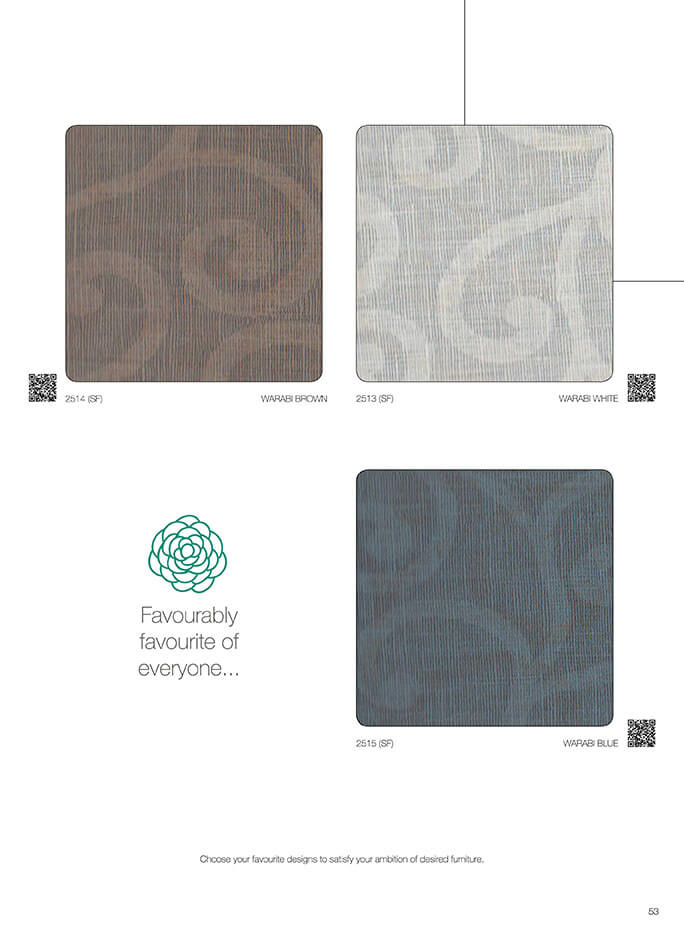 2514 (SF)
WARABI BROWN
2513 (SF)
WARABI WHITE
Favourably
favourite of
everyone...
2515 (SF)
WARABI BLUE
Choose your favourite designs to satisfy your ambition of desired furniture.
53